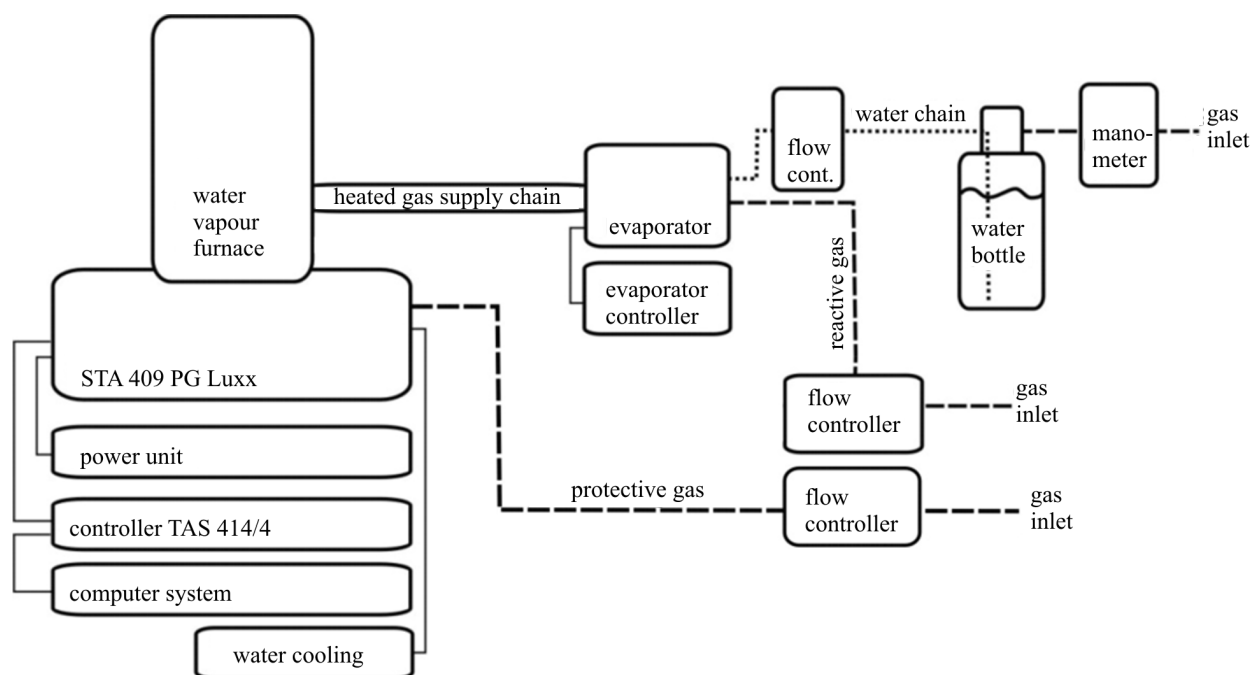 water chain
gas
inlet
flow
cont.
mano-
meter
water
vapour
furnace
heated gas supply chain
evaporator
water
bottle
evaporator
controller
reactive gas
STA 409 PG Luxx
flow
controller
gas
inlet
power unit
protective gas
flow
controller
gas
inlet
controller TAS 414/4
computer system
water cooling